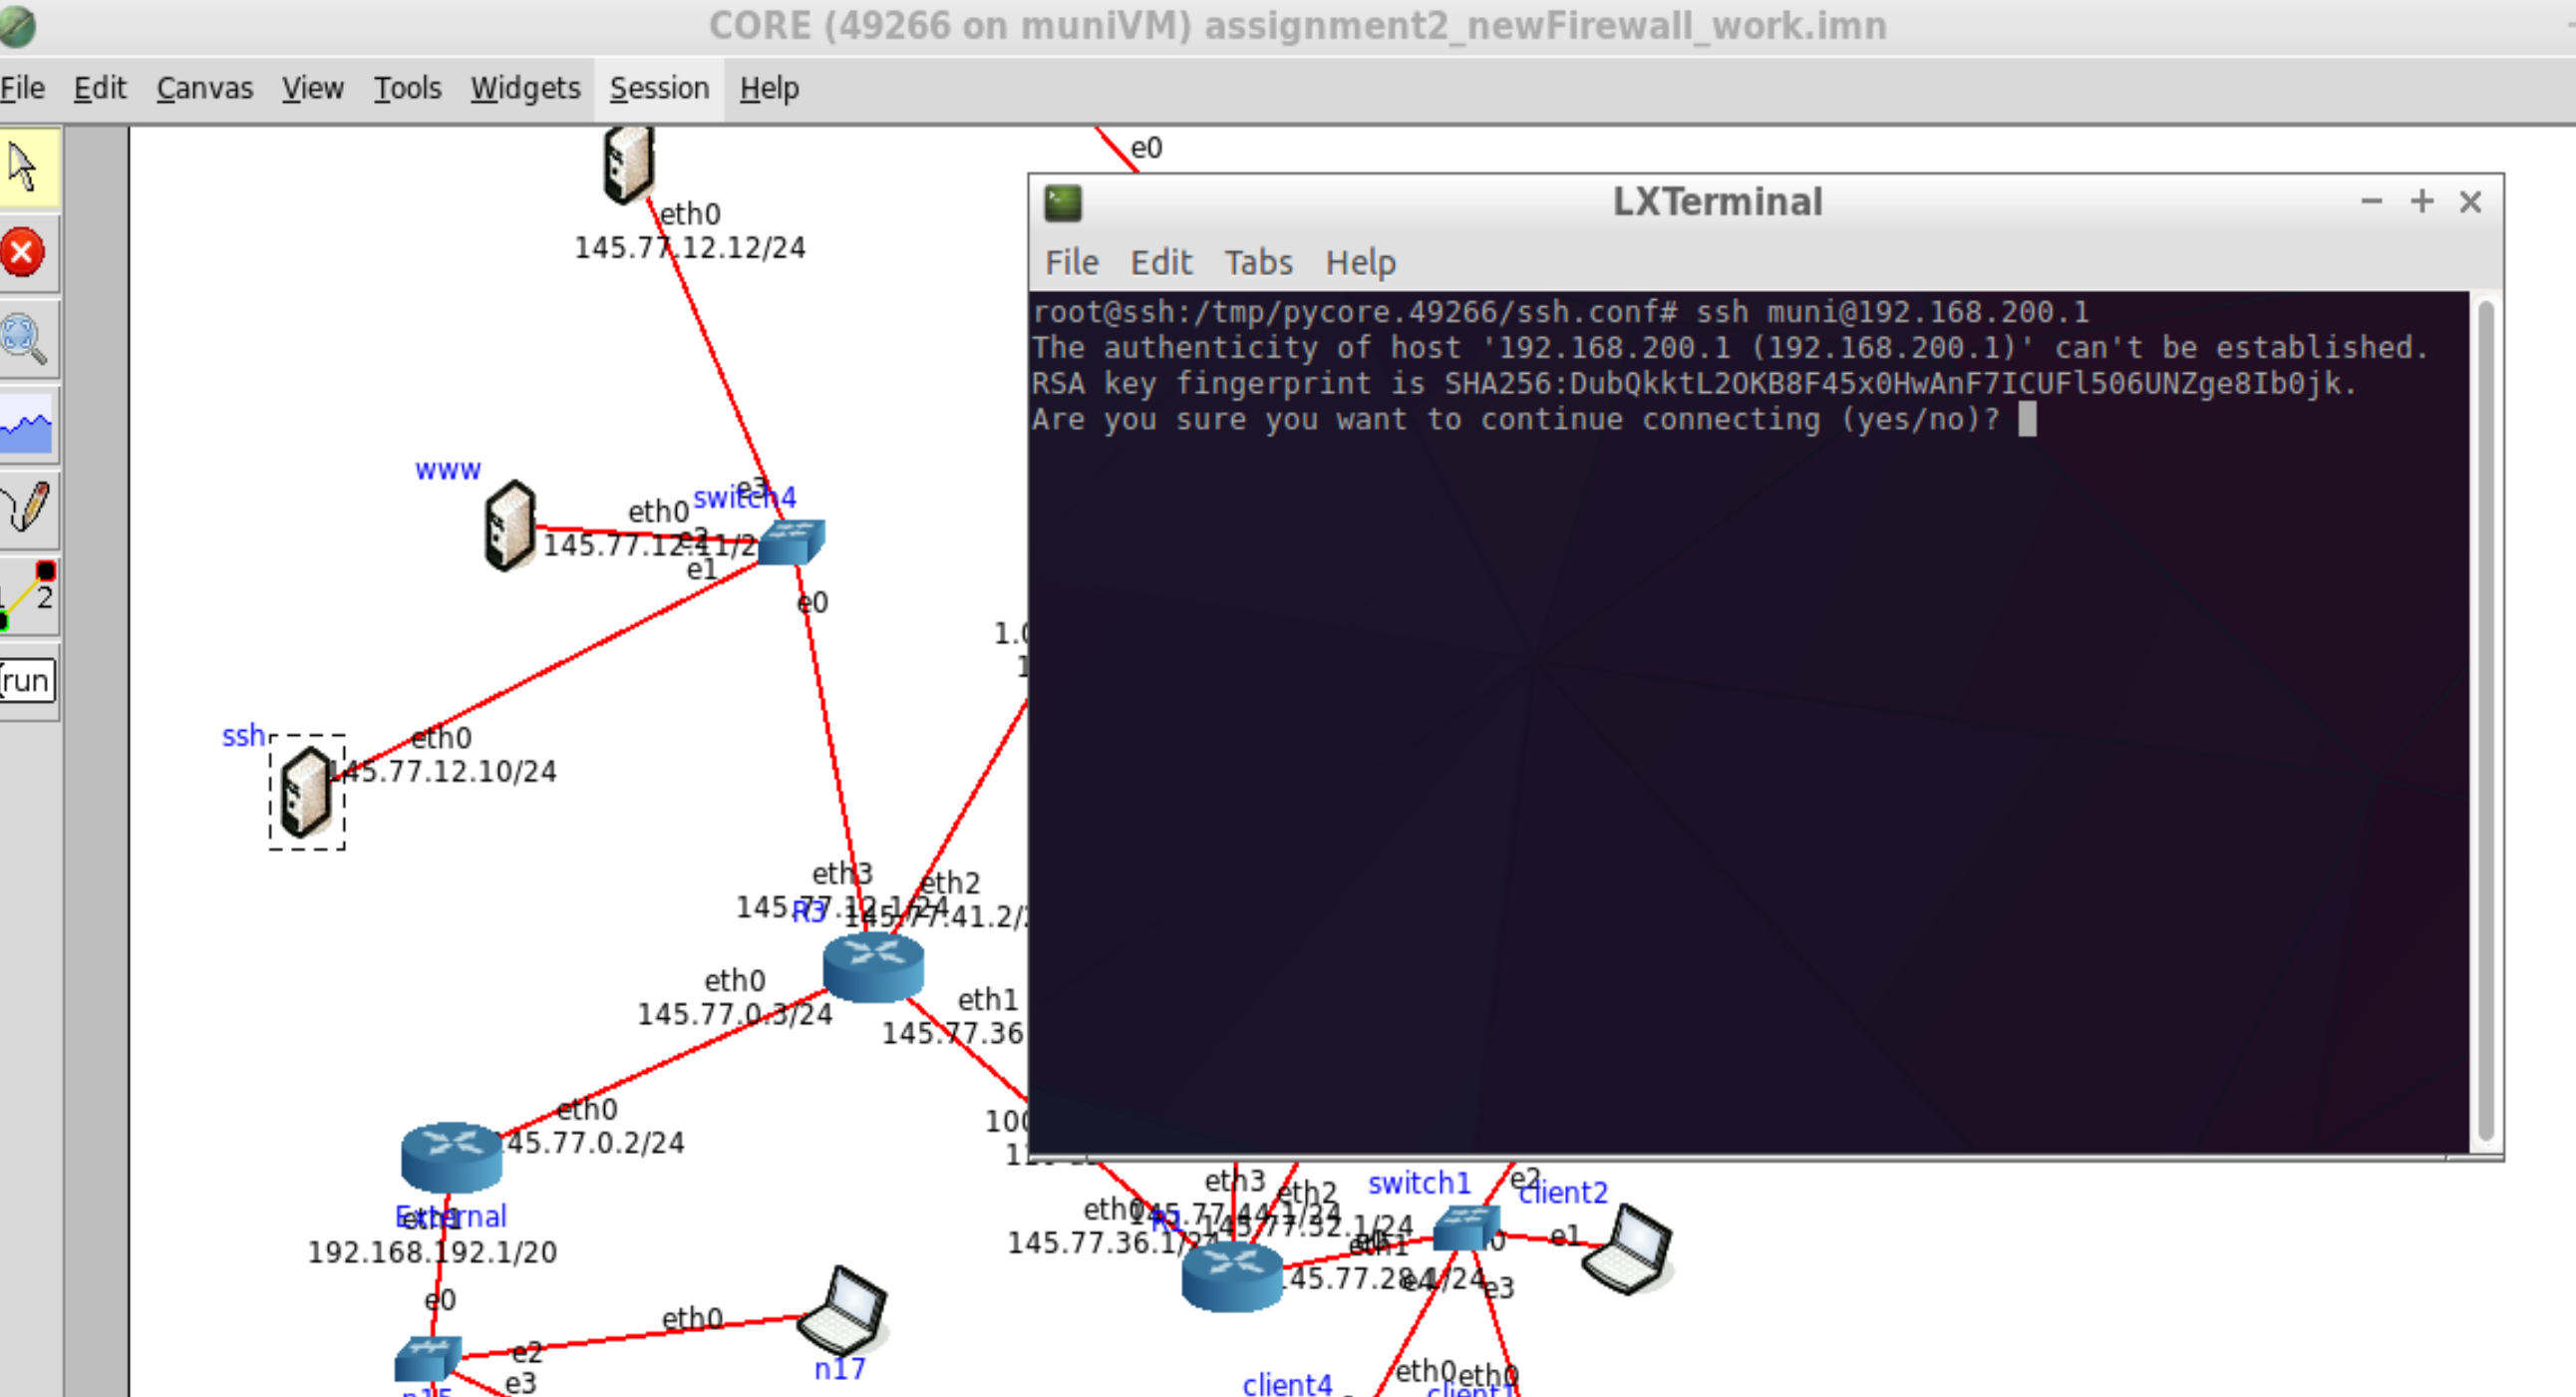 CORE (49266 on muniVM) assignment2_newFirewall_work.imn
File Edit Canvas View Tools Widgets Session Help
e0
eth0
145.77.12.12/24
LXTerminal
File Edit Tabs Help
root@ssh:/tmp/pycore.49266/ssh.conf# ssh muni@192.168.200.1
The authenticity of host '192.168.200.1 (192.168.200.1)' can't be established.
RSA key fingerprint is SHA256:DubQkktL2OKB8F45x0HwAnF7ICUFl506UNZge8Ib0jk.
Are you sure you want to continue connecting (yes/no)?
www
e3
switch4
eth0
e2
145.77.12.11/2
e1
2
e0
1.0
1
run
ssh
eth0
145.77.12.10/24
eth3
eth2
145.77.12.1/24
R3
145.77.41.2/
eth0
eth1
145.77.0.3/24
145.77.36
eth0
100
145.77.0.2/24
eth3
switch1
e2
eth2
client2
eth0
145.77.44.1/24
External
eth1
145.77.32.1/24
145.77.36.1/24
e1
192.168.192.1/20
eth1
145.77.28.1/24
e4
e3
e0
eth0
e2
n17
e3
eth0
eth0
client4
client1
n15